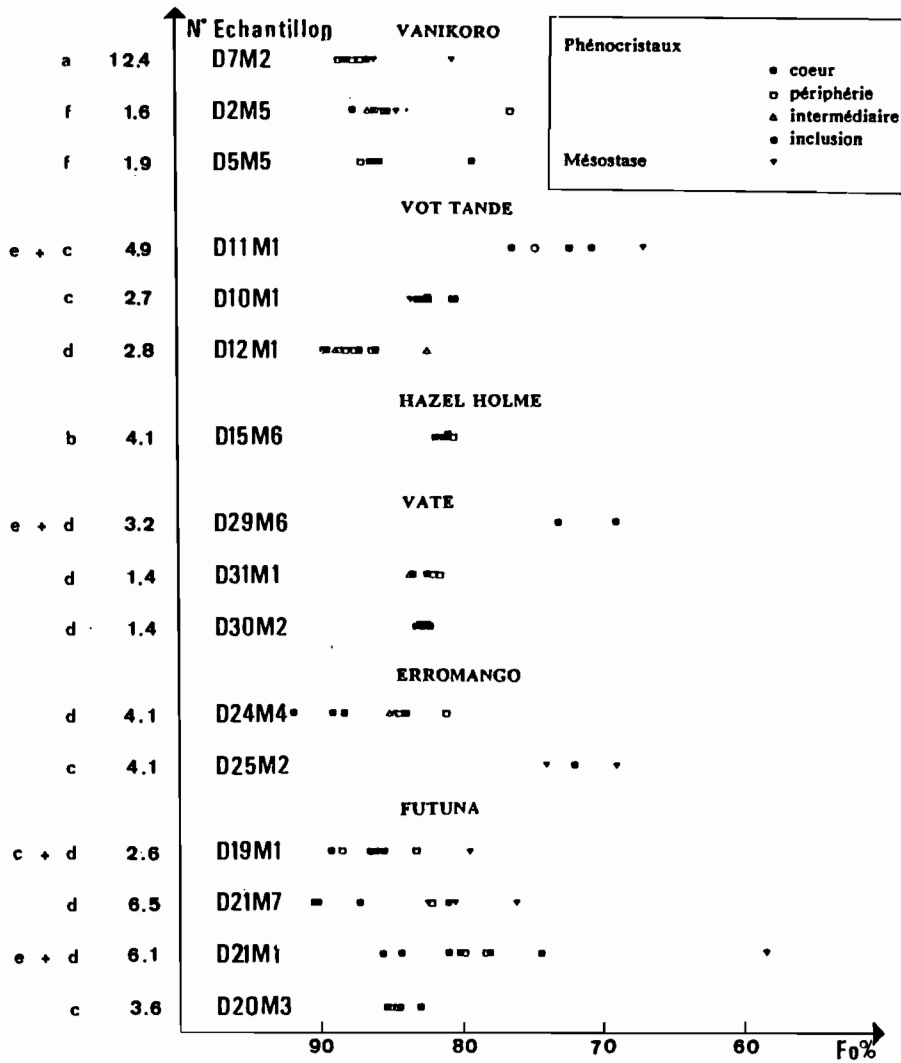 N° Echantillon
VANIKORO
Phénocristaux
coeur
périphérie
intermédiaire
inclusion
Mésostase
a 12.4 D7M2
f 1.6 D2M5
f 1.9 D5M5
VOT TANDE
e + c 4.9 D11M1
c 2.7 D10M1
d 2.8 D12M1
HAZEL HOLME
b 4.1 D15M6
VATE
e + d 3.2 D29M6
d 1.4 D31M1
d 1.4 D30M2
ERROMANGO
d 4.1 D24M4
c 4.1 D25M2
FUTUNA
c + d 2.6 D19M1
d 6.5 D21M7
e + d 6.1 D21M1
c 3.6 D20M3
90 80 70 60 Fo%